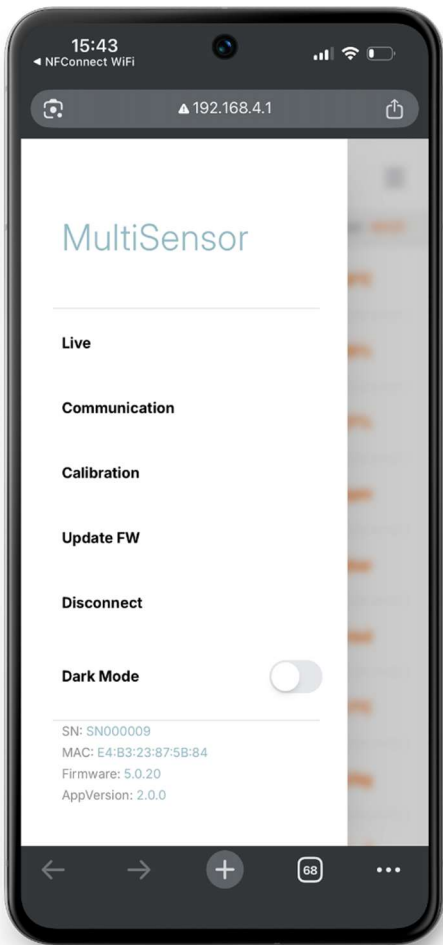 15:43
◀ NFConnect WiFi
192.168.4.1
MultiSensor
Live
Communication
Calibration
Update FW
Disconnect
Dark Mode
SN: SN000009
MAC: E4:B3:23:87:5B:84
Firmware: 5.0.20
AppVersion: 2.0.0
68